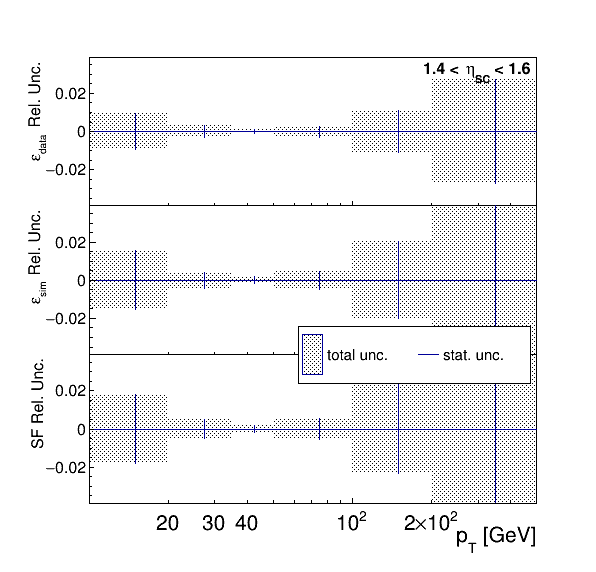 1.4 < η_SC < 1.6
ε_data Rel. Unc.
0.02
0
−0.02
ε_sim Rel. Unc.
0.02
0
−0.02
total unc.
stat. unc.
SF Rel. Unc.
0.02
0
−0.02
20 30 40 10² 2×10²
p_T [GeV]